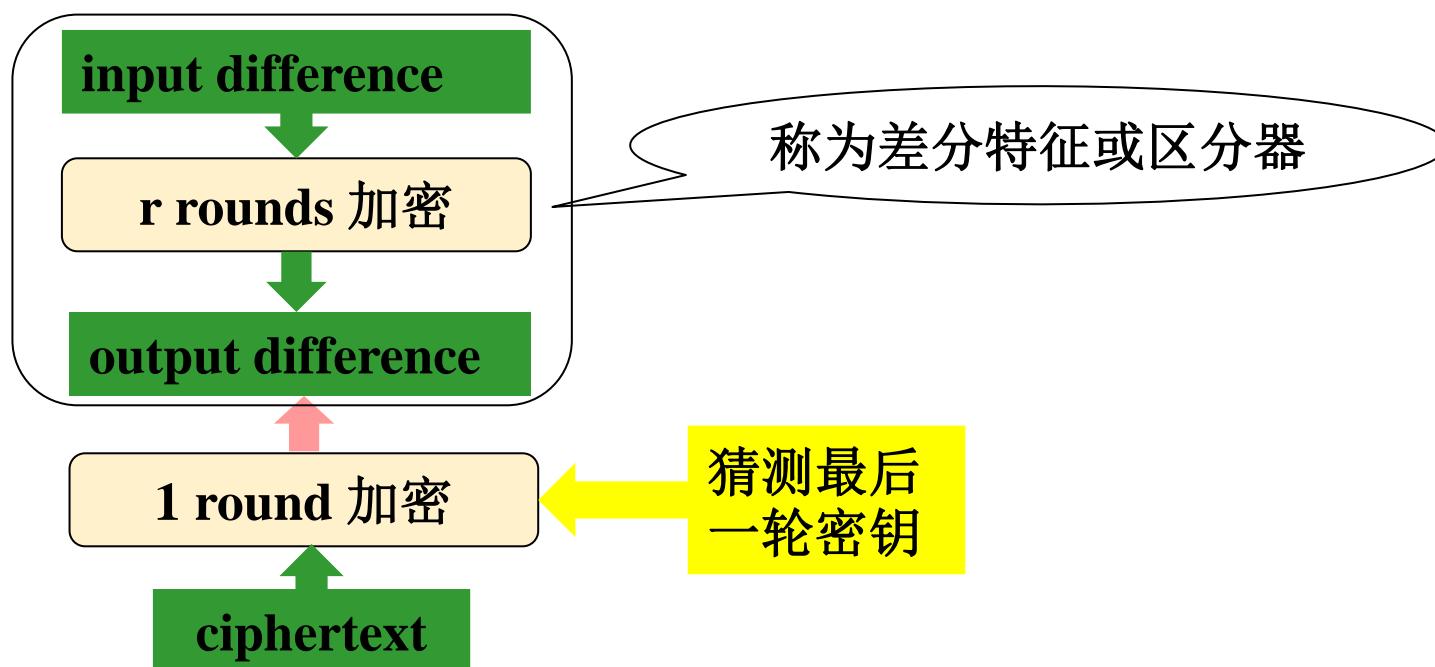 input difference
称为差分特征或区分器
r rounds 加密
output difference
猜测最后
一轮密钥
1 round 加密
ciphertext